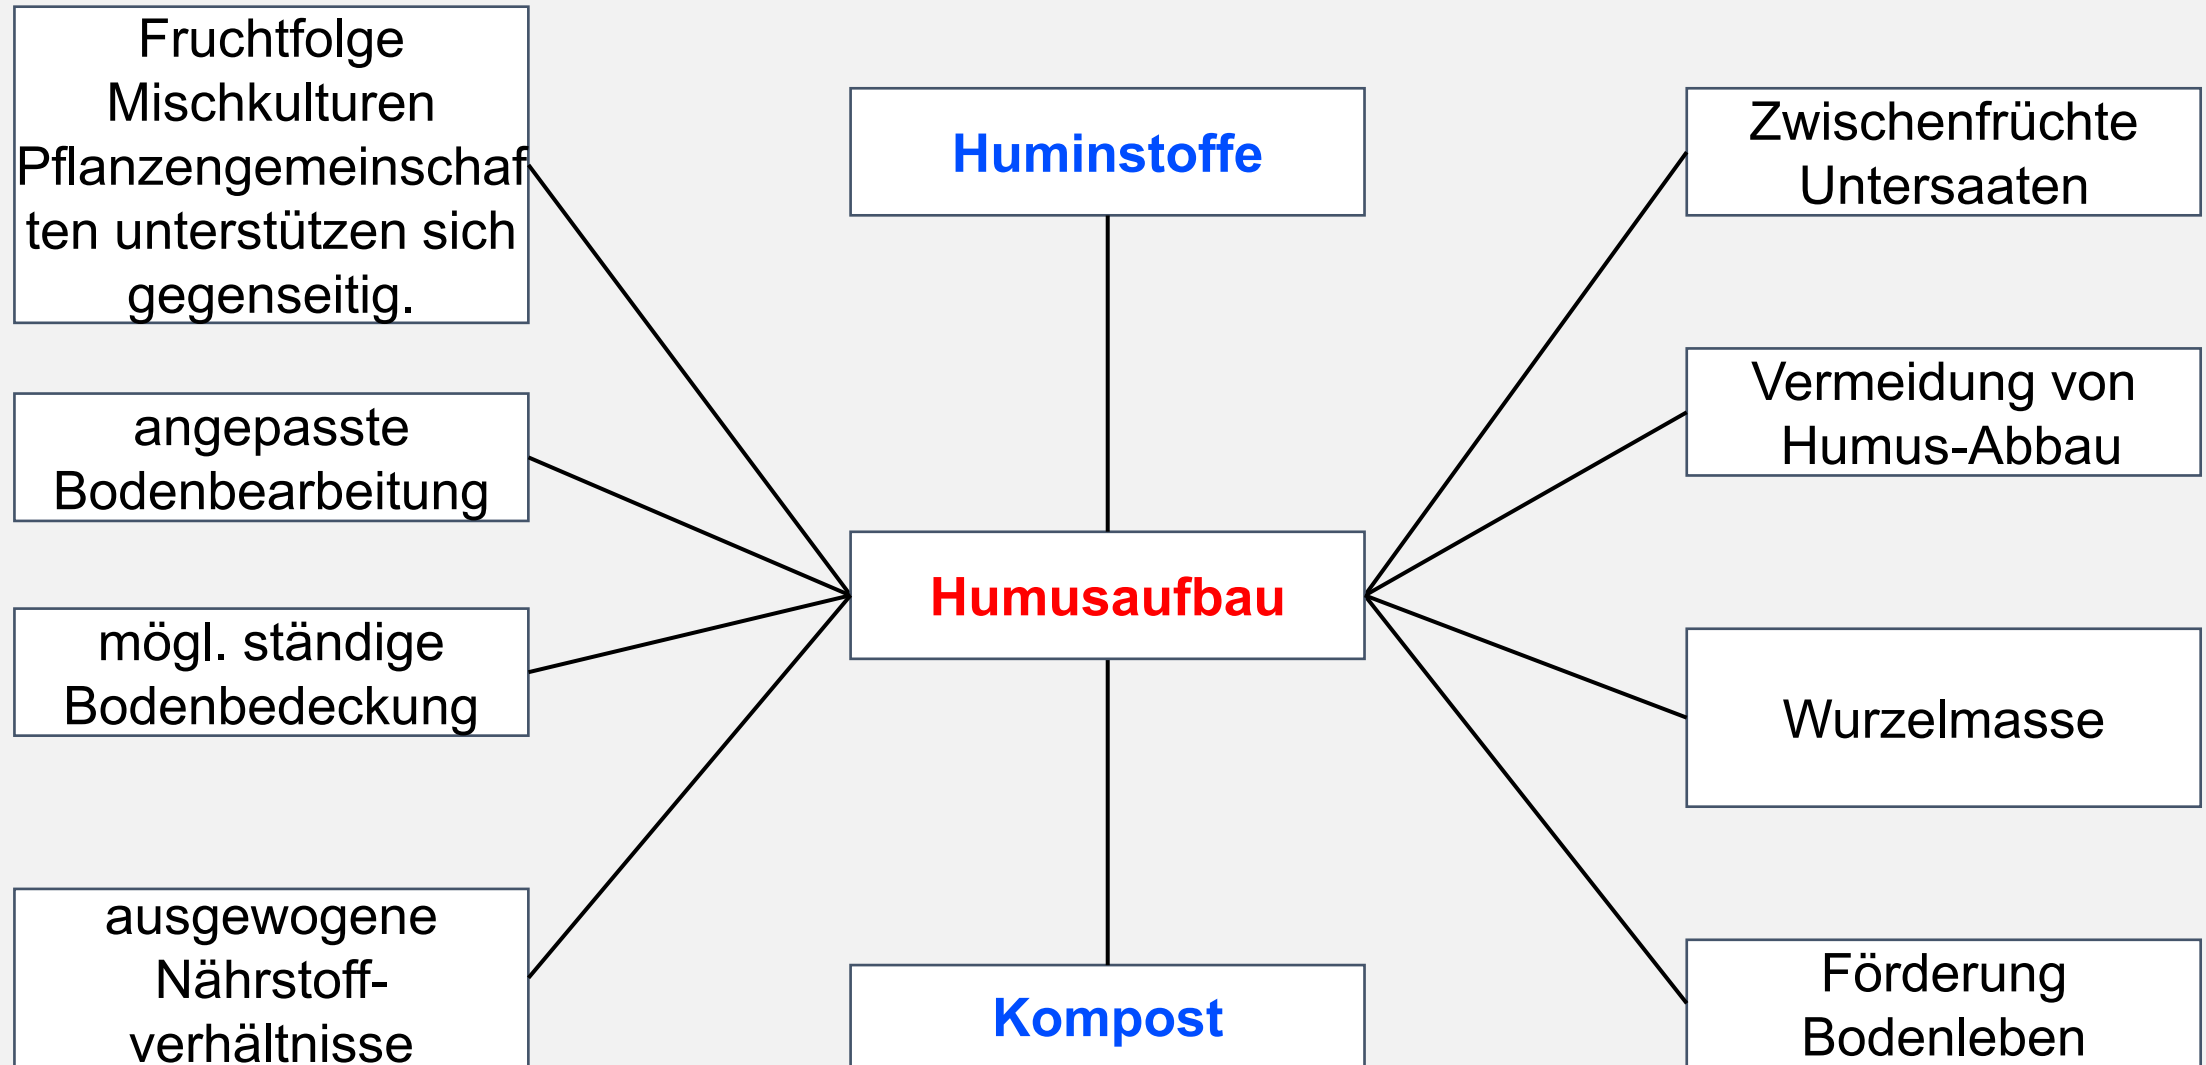 Fruchtfolge
Mischkulturen
Pflanzengemeinschaf
ten unterstützen sich
gegenseitig.
angepasste
Bodenbearbeitung
mögl. ständige
Bodenbedeckung
ausgewogene
Nährstoff-
verhältnisse
Huminstoffe
Humusaufbau
Kompost
Zwischenfrüchte
Untersaaten
Vermeidung von
Humus-Abbau
Wurzelmasse
Förderung
Bodenleben